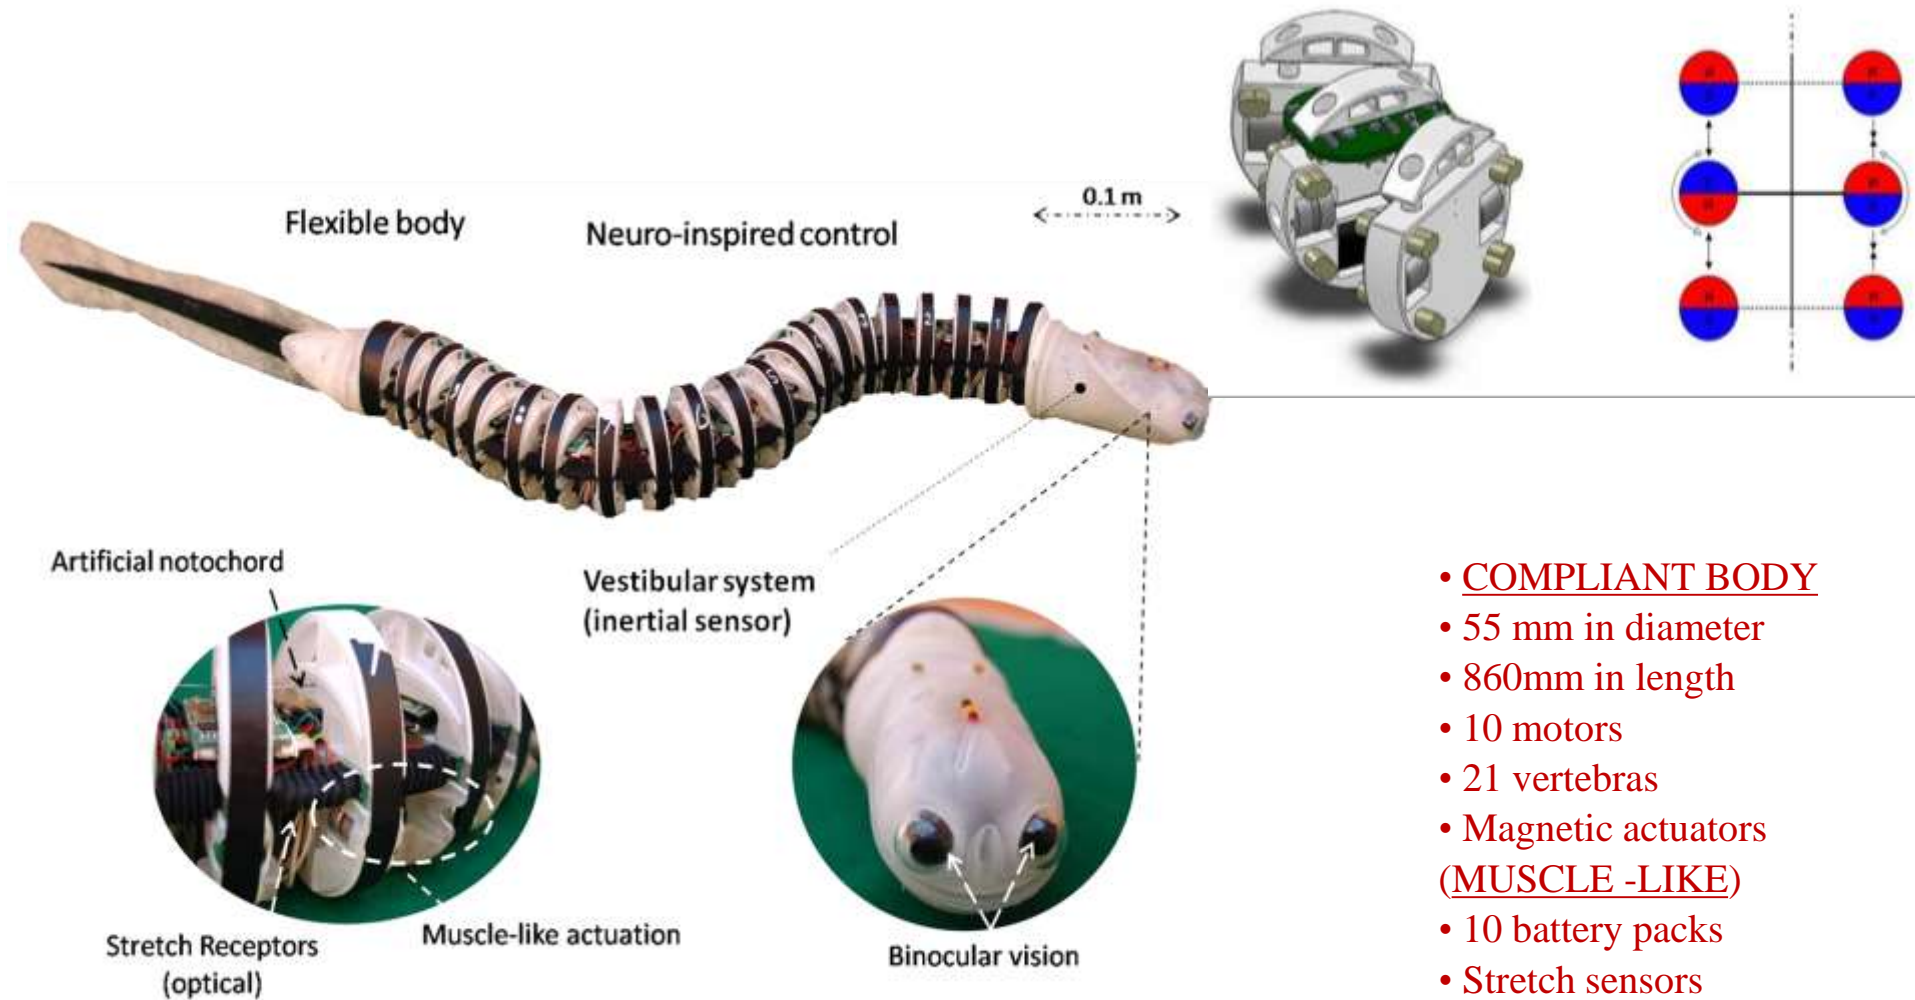 0.1 m
Flexible body
Neuro-inspired control
Artificial notochord
Vestibular system
(inertial sensor)
Stretch Receptors
(optical)
Muscle-like actuation
Binocular vision
• COMPLIANT BODY
• 55 mm in diameter
• 860mm in length
• 10 motors
• 21 vertebras
• Magnetic actuators
(MUSCLE -LIKE)
• 10 battery packs
• Stretch sensors